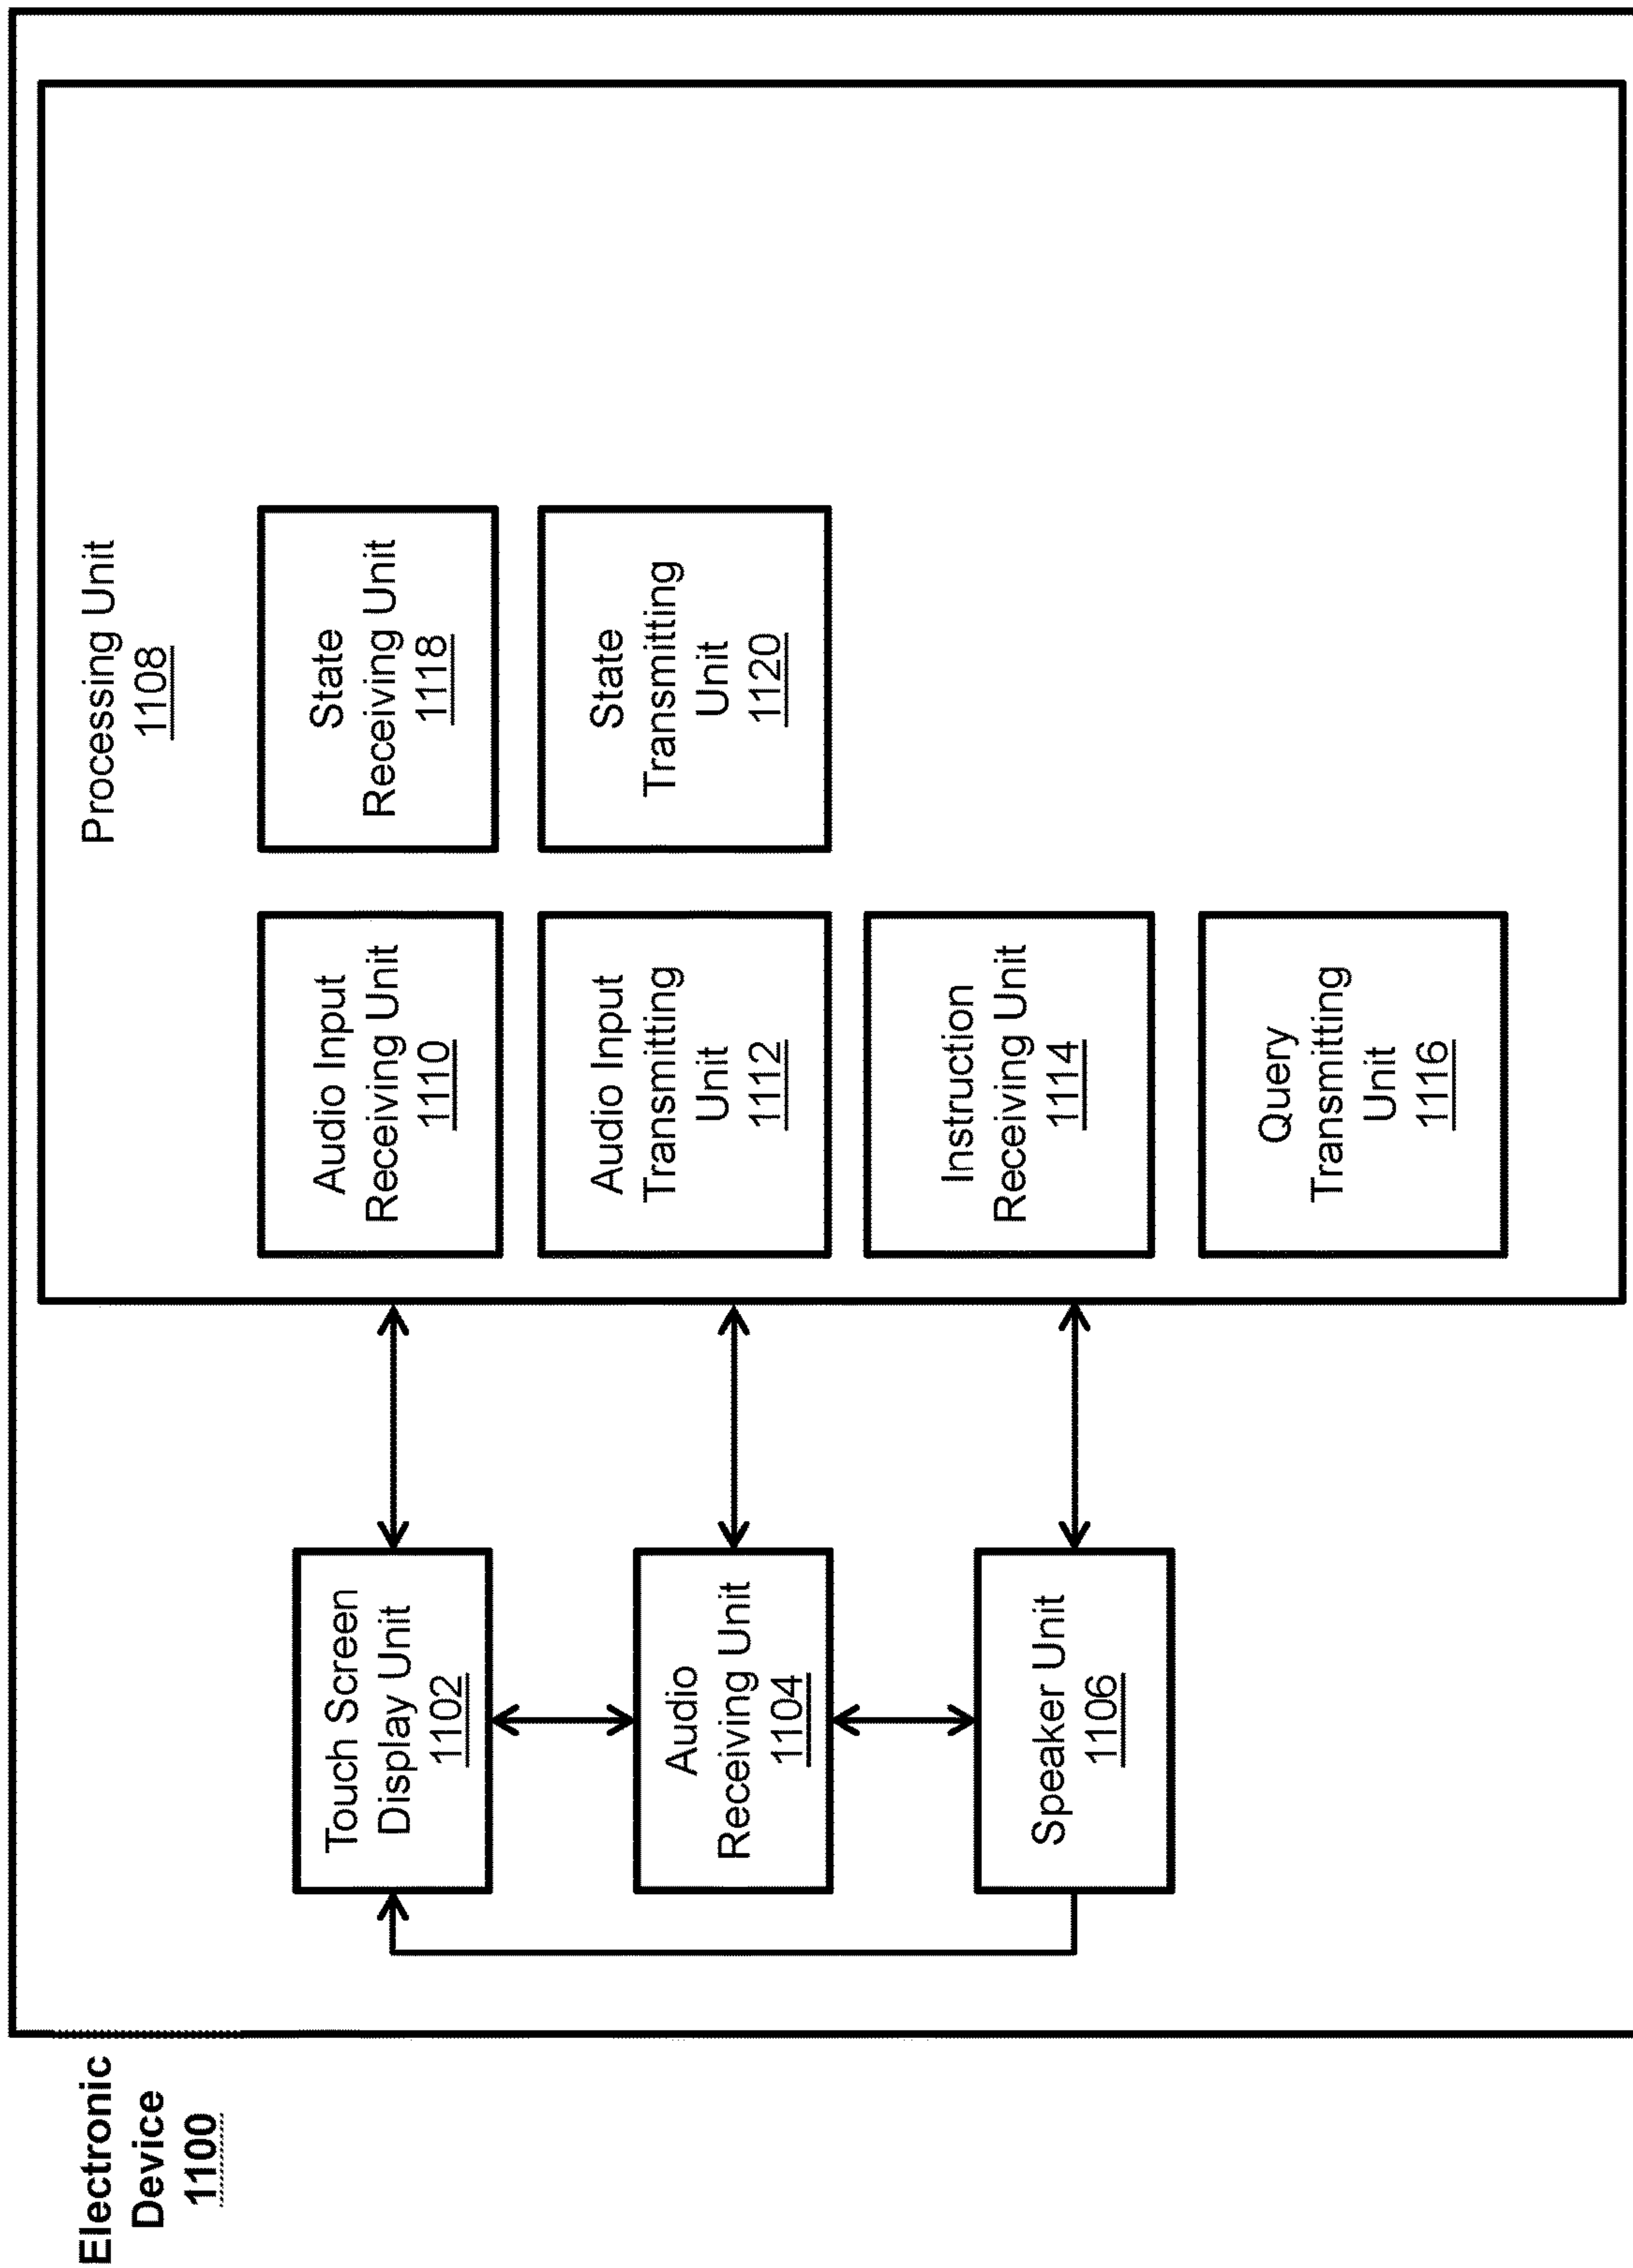 Electronic
Device
1100
Processing Unit
1108
Touch Screen
Display Unit
1102
Audio
Receiving Unit
1104
Speaker Unit
1106
Audio Input
Receiving Unit
1110
Audio Input
Transmitting
Unit
1112
Instruction
Receiving Unit
1114
Query
Transmitting
Unit
1116
State
Receiving Unit
1118
State
Transmitting
Unit
1120